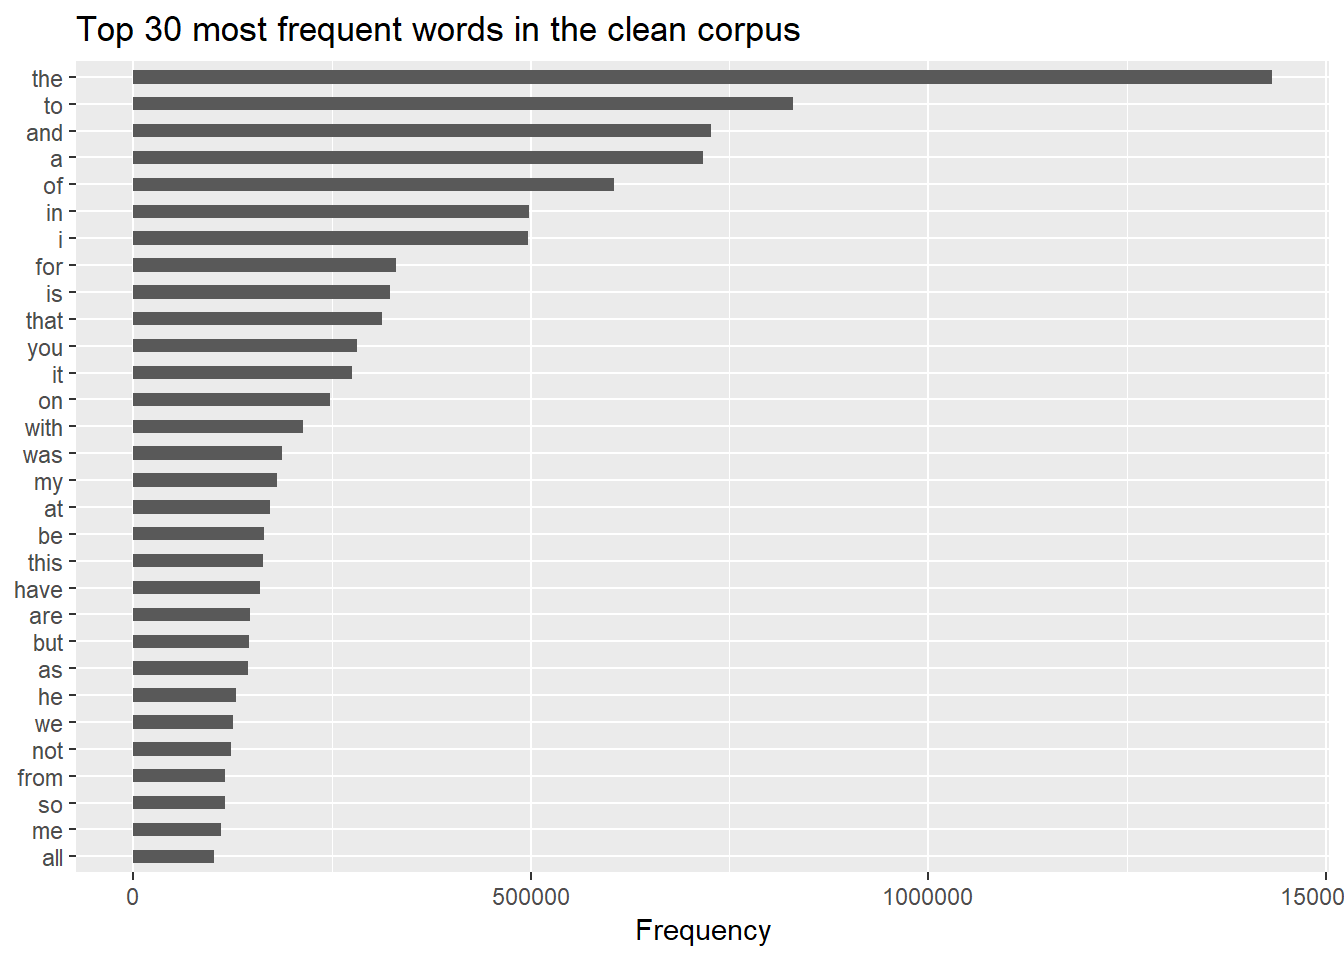 Top 30 most frequent words in the clean corpus
the
to
and
a
of
in
i
for
is
that
you
it
on
with
was
my
at
be
this
have
are
but
as
he
we
not
from
so
me
all
0 500000 1000000 15000
Frequency